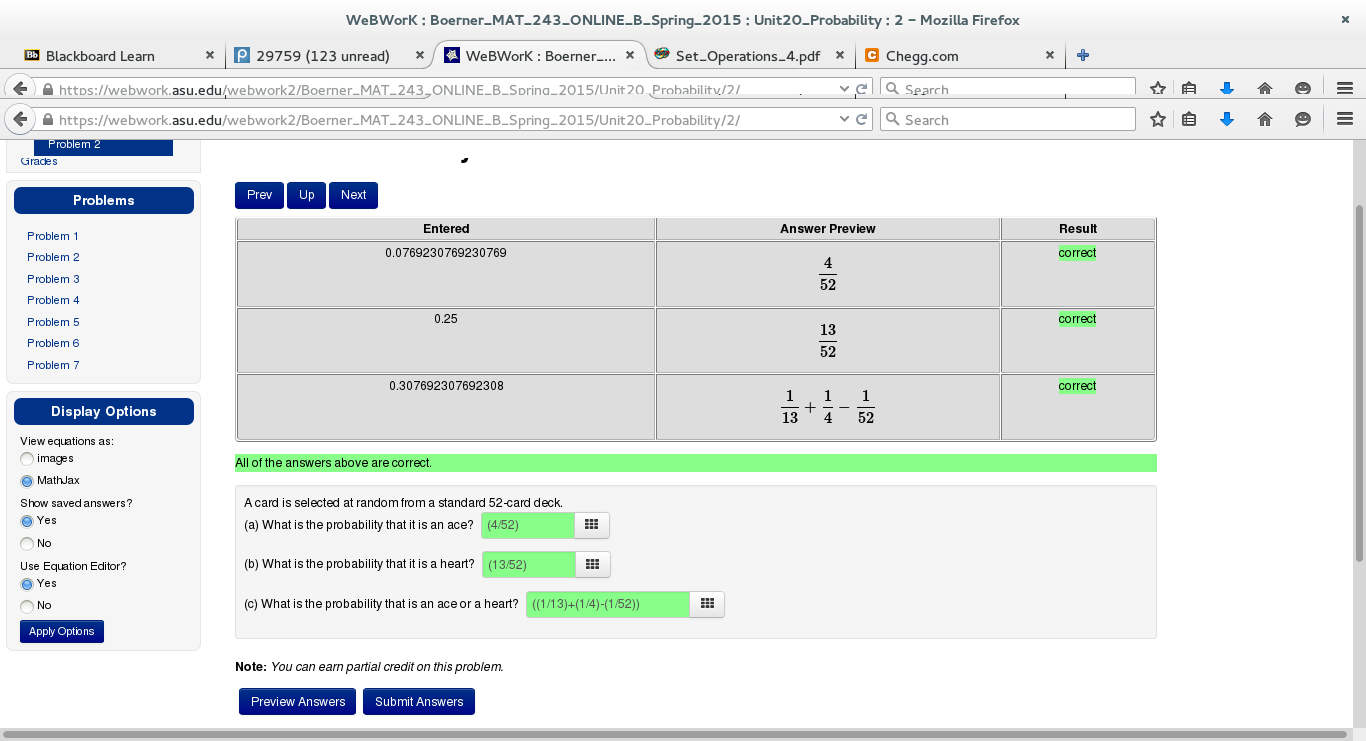 WeBWorK : Boerner_MAT_243_ONLINE_B_Spring_2015 : Unit20_Probability : 2 – Mozilla Firefox
Blackboard Learn
29759 (123 unread)
WeBWorK : Boerner_...
Set_Operations_4.pdf
Chegg.com
https://webwork.asu.edu/webwork2/Boerner_MAT_243_ONLINE_B_Spring_2015/Unit20_Probability/2/
Search
https://webwork.asu.edu/webwork2/Boerner_MAT_243_ONLINE_B_Spring_2015/Unit20_Probability/2/
Search
Problem 2
Grades
Problems
Problem 1
Problem 2
Problem 3
Problem 4
Problem 5
Problem 6
Problem 7
Display Options
View equations as:
images
MathJax
Show saved answers?
Yes
No
Use Equation Editor?
Yes
No
Apply Options
Prev Up Next
Entered Answer Preview Result
0.0769230769230769 4/52 correct
0.25 13/52 correct
0.307692307692308 1/13 + 1/4 − 1/52 correct
All of the answers above are correct.
A card is selected at random from a standard 52-card deck.
(a) What is the probability that it is an ace? (4/52)
(b) What is the probability that it is a heart? (13/52)
(c) What is the probability that is an ace or a heart? ((1/13)+(1/4)-(1/52))
Note: You can earn partial credit on this problem.
Preview Answers Submit Answers